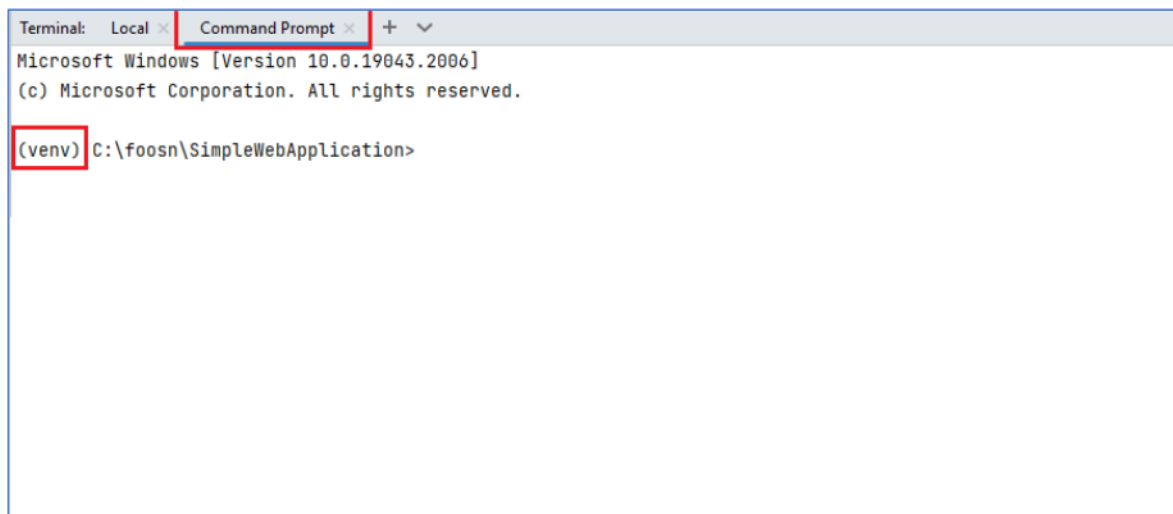 Terminal: Local × Command Prompt × +
Microsoft Windows [Version 10.0.19043.2006]
(c) Microsoft Corporation. All rights reserved.
(venv) C:\foosn\SimpleWebApplication>